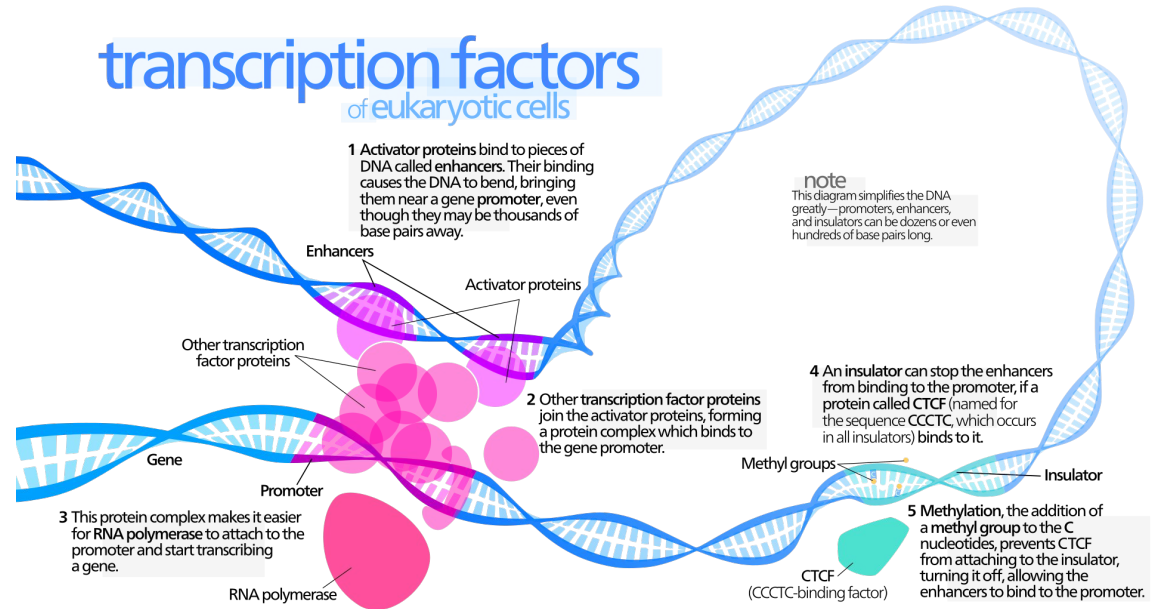 transcription factors
of eukaryotic cells
1 Activator proteins bind to pieces of
DNA called enhancers. Their binding
causes the DNA to bend, bringing
them near a gene promoter, even
though they may be thousands of
base pairs away.
note
This diagram simplifies the DNA
greatly—promoters, enhancers,
and insulators can be dozens or even
hundreds of base pairs long.
Enhancers
Activator proteins
Other transcription
factor proteins
2 Other transcription factor proteins
join the activator proteins, forming
a protein complex which binds to
the gene promoter.
4 An insulator can stop the enhancers
from binding to the promoter, if a
protein called CTCF (named for
the sequence CCCTC, which occurs
in all insulators) binds to it.
Gene
Promoter
Methyl groups
Insulator
3 This protein complex makes it easier
for RNA polymerase to attach to the
promoter and start transcribing
a gene.
RNA polymerase
5 Methylation, the addition of
a methyl group to the C
nucleotides, prevents CTCF
from attaching to the insulator,
turning it off, allowing the
enhancers to bind to the promoter.
CTCF
(CCCTC-binding factor)